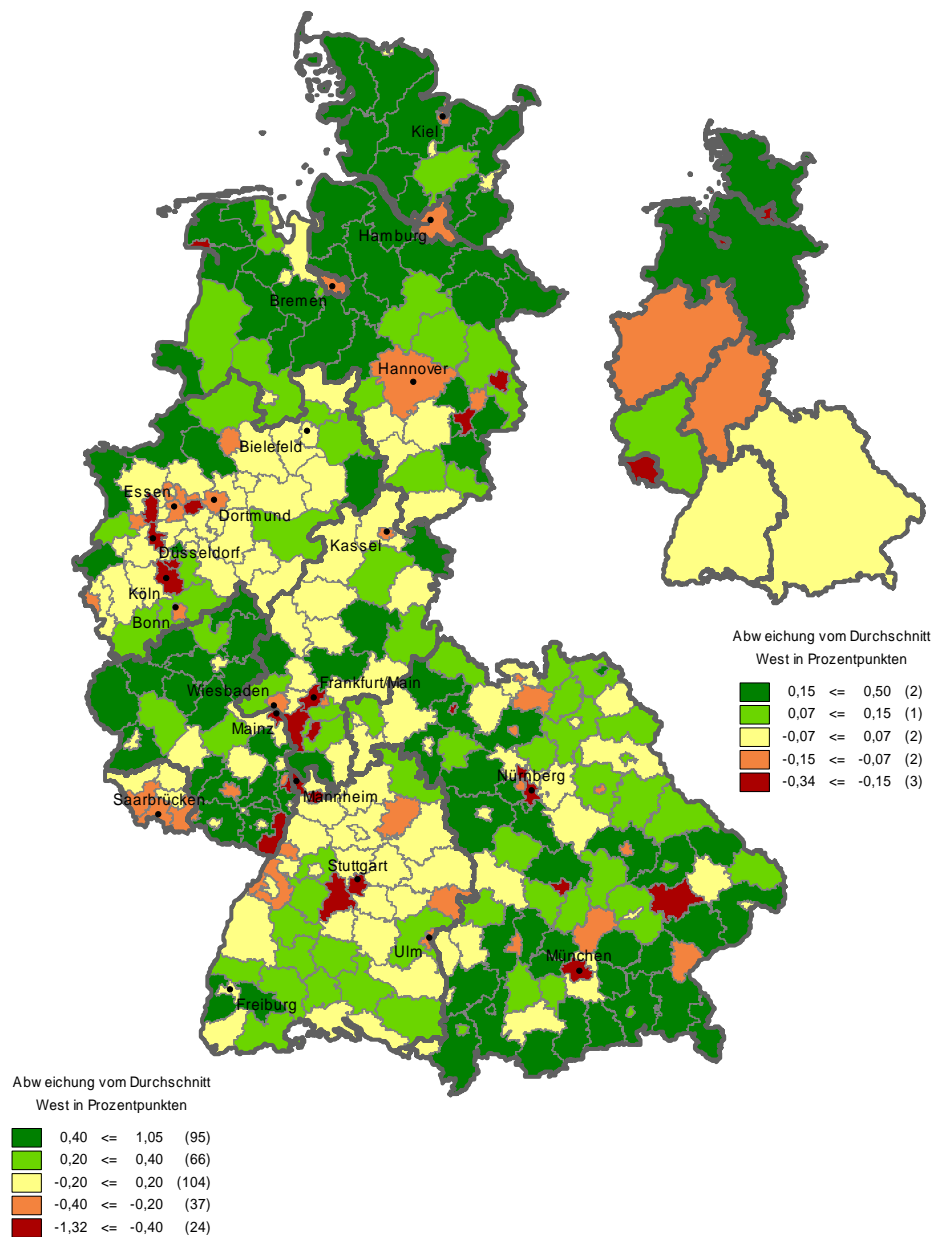 Kiel
Hamburg
Bremen
Hannover
Bielefeld
Essen
Dortmund
Düsseldorf
Kassel
Köln
Bonn
Wiesbaden
Frankfurt/Main
Mainz
Nürnberg
Mannheim
Saarbrücken
Stuttgart
Ulm
München
Freiburg
Abweichung vom Durchschnitt
West in Prozentpunkten
0,15 <= 0,50 (2)
0,07 <= 0,15 (1)
-0,07 <= 0,07 (2)
-0,15 <= -0,07 (2)
-0,34 <= -0,15 (3)
Abweichung vom Durchschnitt
West in Prozentpunkten
0,40 <= 1,05 (95)
0,20 <= 0,40 (66)
-0,20 <= 0,20 (104)
-0,40 <= -0,20 (37)
-1,32 <= -0,40 (24)